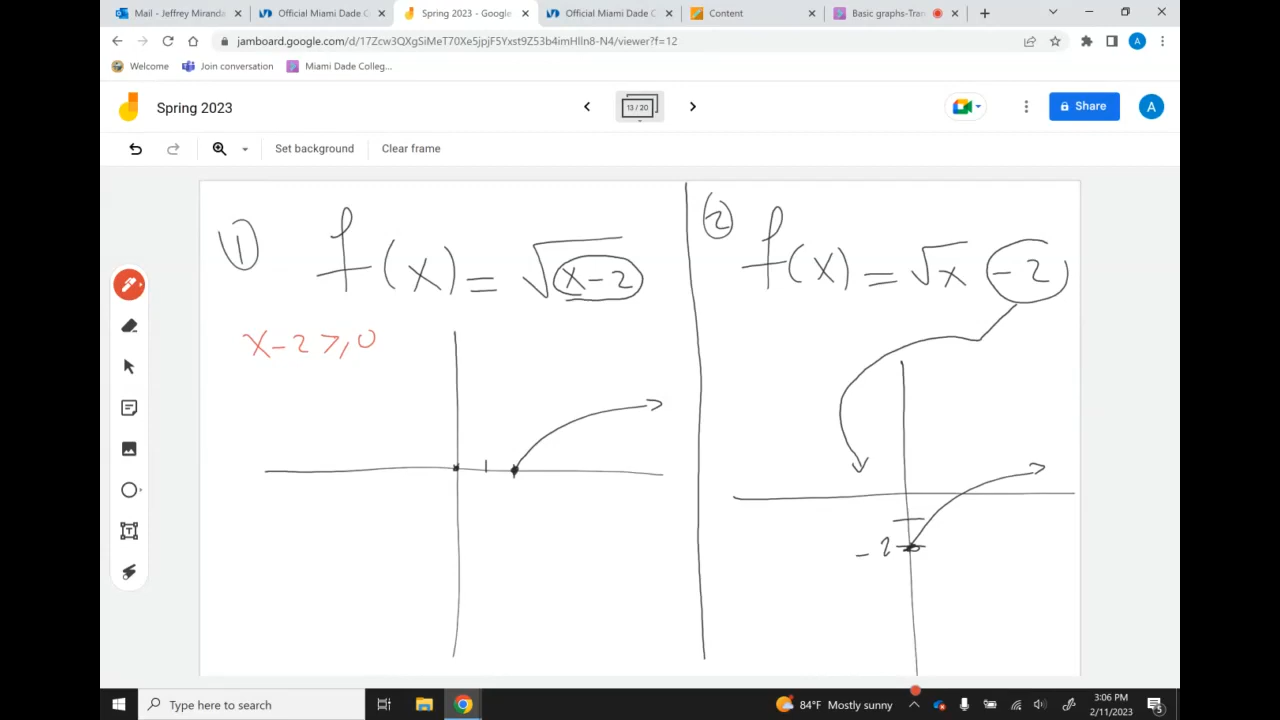 Mail - Jeffrey Miranda
Official Miami Dade C
Spring 2023 - Google
Official Miami Dade C
Content
Basic graphs-Tran
jamboard.google.com/d/17Zcw3QXgSiMeT70Xe5jpjF5Yxst9Z53b4imHlln8-N4/viewer?f=12
A
Welcome
Join conversation
Miami Dade Colleg...
Spring 2023
13 / 20
Share
A
Set background
Clear frame
① f(x) = √(x-2)
② f(x) = √x -2
x-2 ≥ 0
-2
Type here to search
84°F Mostly sunny
3:06 PM
2/11/2023
5